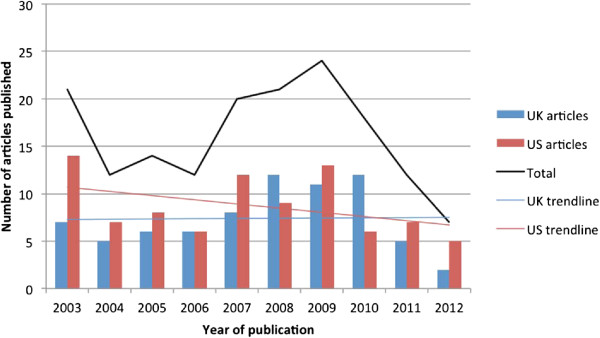 30
25
20
15
10
5
0
Number of articles published
2003 2004 2005 2006 2007 2008 2009 2010 2011 2012
Year of publication
UK articles
US articles
Total
UK trendline
US trendline